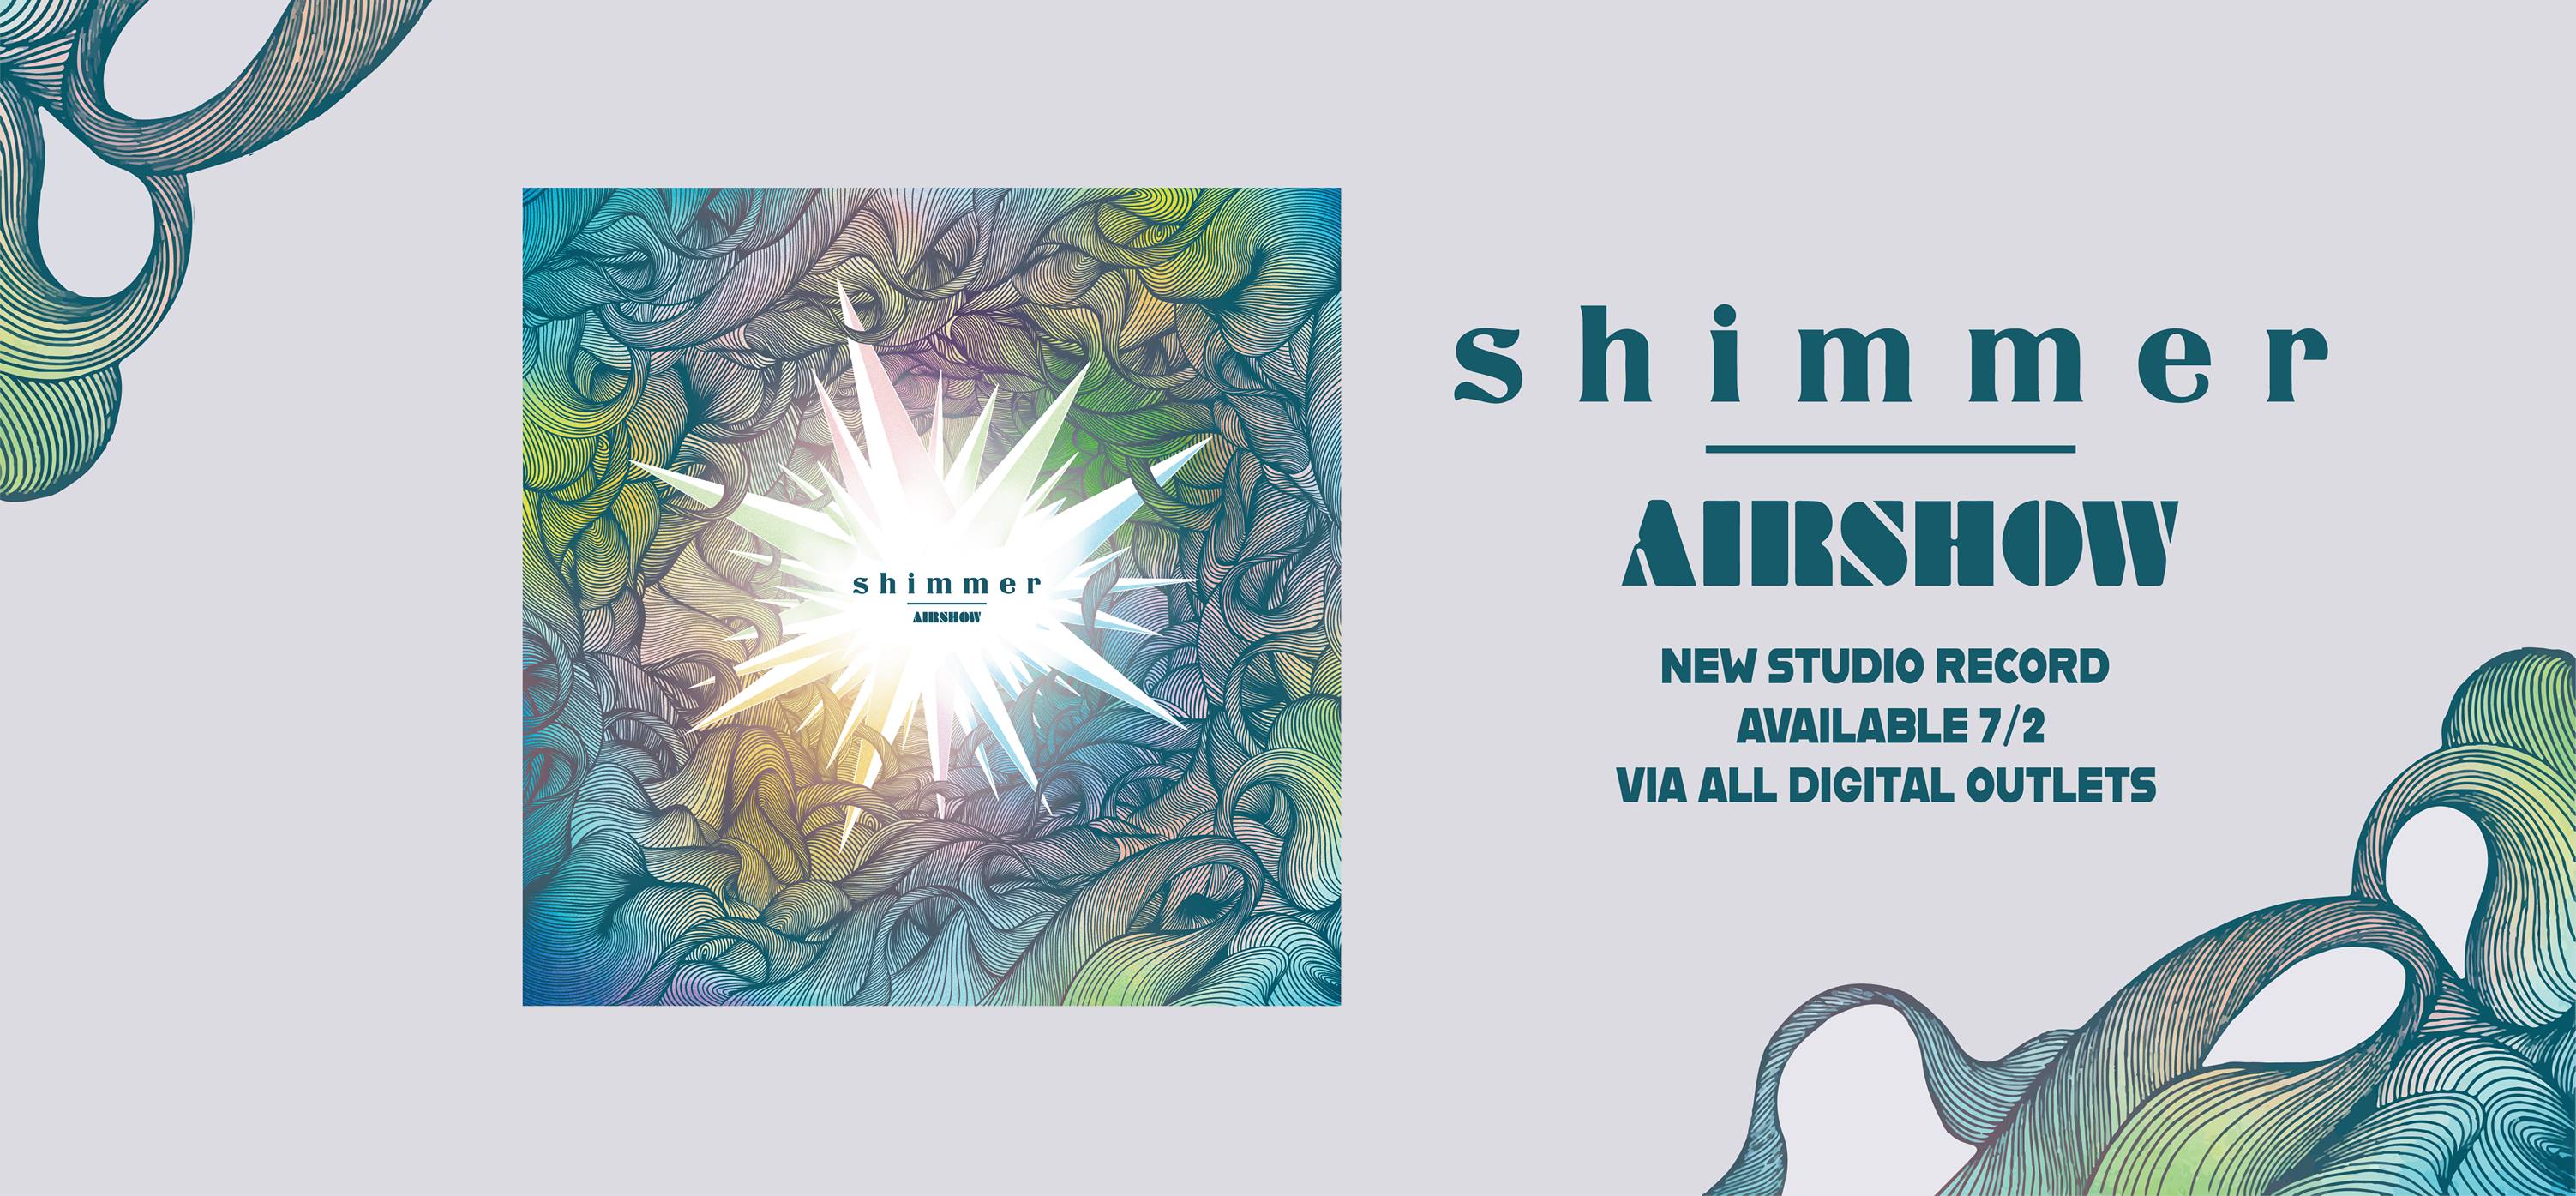 shimmer
AIRSHOW
shimmer
AIRSHOW
NEW STUDIO RECORD
AVAILABLE 7/2
VIA ALL DIGITAL OUTLETS